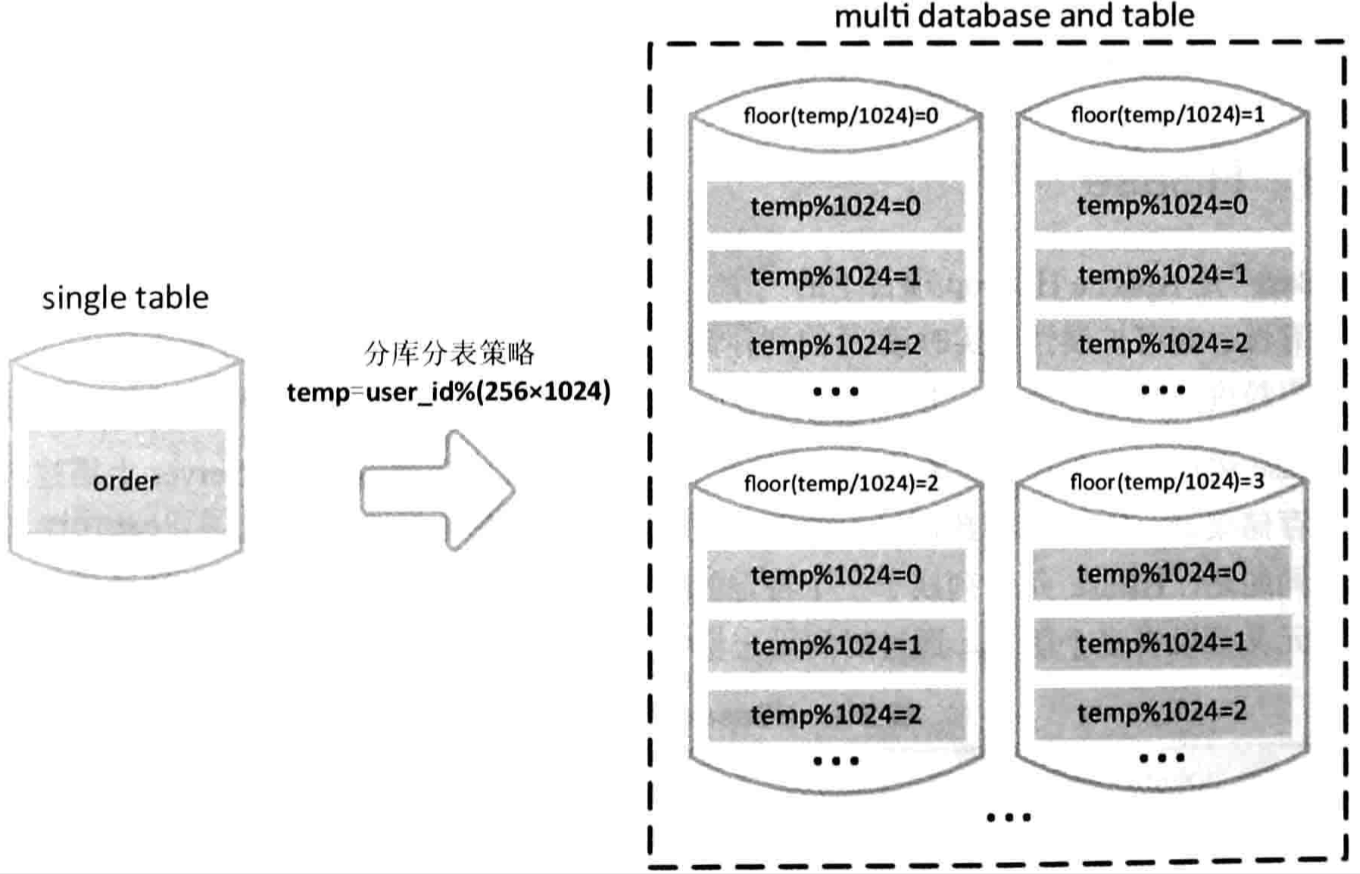 multi database and table
floor(temp/1024)=0
floor(temp/1024)=1
temp%1024=0
temp%1024=0
temp%1024=1
temp%1024=1
temp%1024=2
temp%1024=2
•••
•••
single table
order
分库分表策略
temp=user_id%(256×1024)
floor(temp/1024)=2
floor(temp/1024)=3
temp%1024=0
temp%1024=0
temp%1024=1
temp%1024=1
temp%1024=2
temp%1024=2
•••
•••
•••